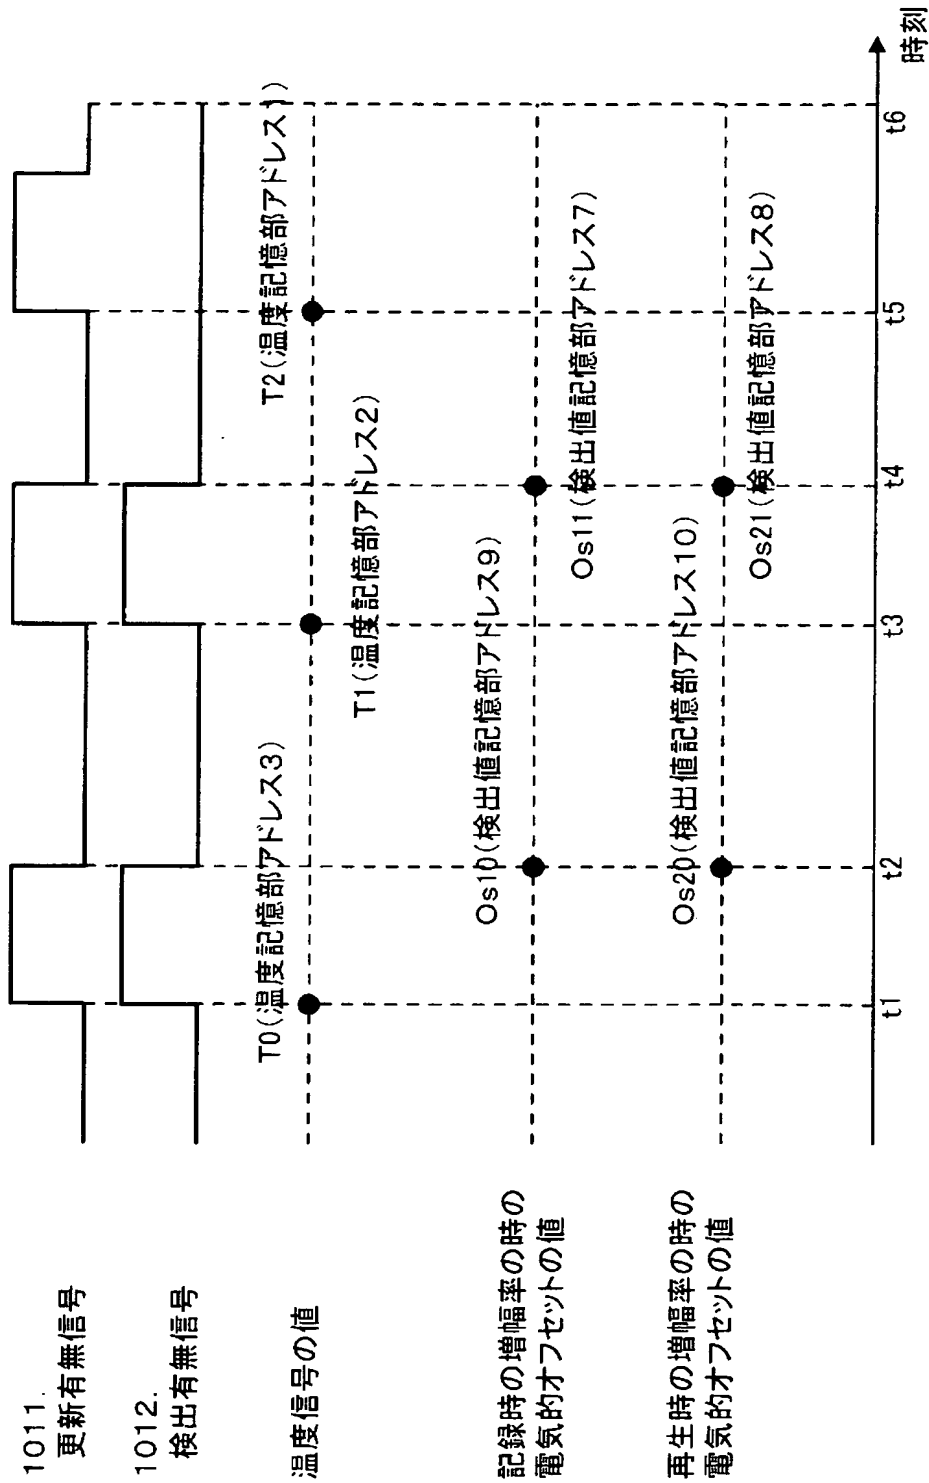 1011.
更新有無信号
1012.
検出有無信号
温度信号の値
T0(温度記憶部アドレス3)
T1(温度記憶部アドレス2)
T2(温度記憶部アドレス1)
記録時の増幅率の時の
電気的オフセットの値
Os10(検出値記憶部アドレス9)
Os11(検出値記憶部アドレス7)
再生時の増幅率の時の
電気的オフセットの値
Os20(検出値記憶部アドレス10)
Os21(検出値記憶部アドレス8)
t1
t2
t3
t4
t5
t6
時刻